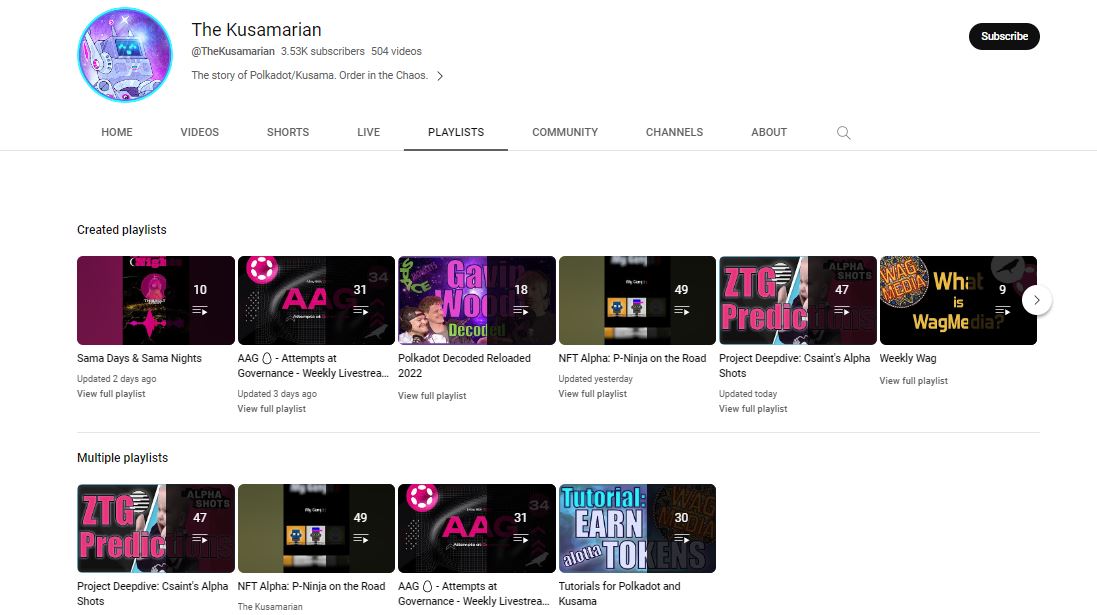 The Kusamarian
@TheKusamarian 3.53K subscribers 504 videos
The story of Polkadot/Kusama. Order in the Chaos.
Subscribe
HOME VIDEOS SHORTS LIVE PLAYLISTS COMMUNITY CHANNELS ABOUT
Created playlists
10
31
34
AA
Gavin
Wood
Decoded
18
49
ALPHA
SHOTS
ZTG
Predictions
47
WAG
MEDIA
What
is
WagMedia?
9
Sama Days & Sama Nights
Updated 2 days ago
View full playlist
AAG - Attempts at
Governance - Weekly Livestrea...
Updated 3 days ago
View full playlist
Polkadot Decoded Reloaded
2022
View full playlist
NFT Alpha: P-Ninja on the Road
Updated yesterday
View full playlist
Project Deepdive: Csaint's Alpha
Shots
Updated today
View full playlist
Weekly Wag
View full playlist
Multiple playlists
ALPHA
SHOTS
ZTG
Predictions
47
49
34
AA
31
Tutorial:
EARN
alotta TOKENS
WAG
MEDIA
30
Project Deepdive: Csaint's Alpha
Shots
NFT Alpha: P-Ninja on the Road
The Kusamarian
AAG - Attempts at
Governance - Weekly Livestrea...
Tutorials for Polkadot and
Kusama